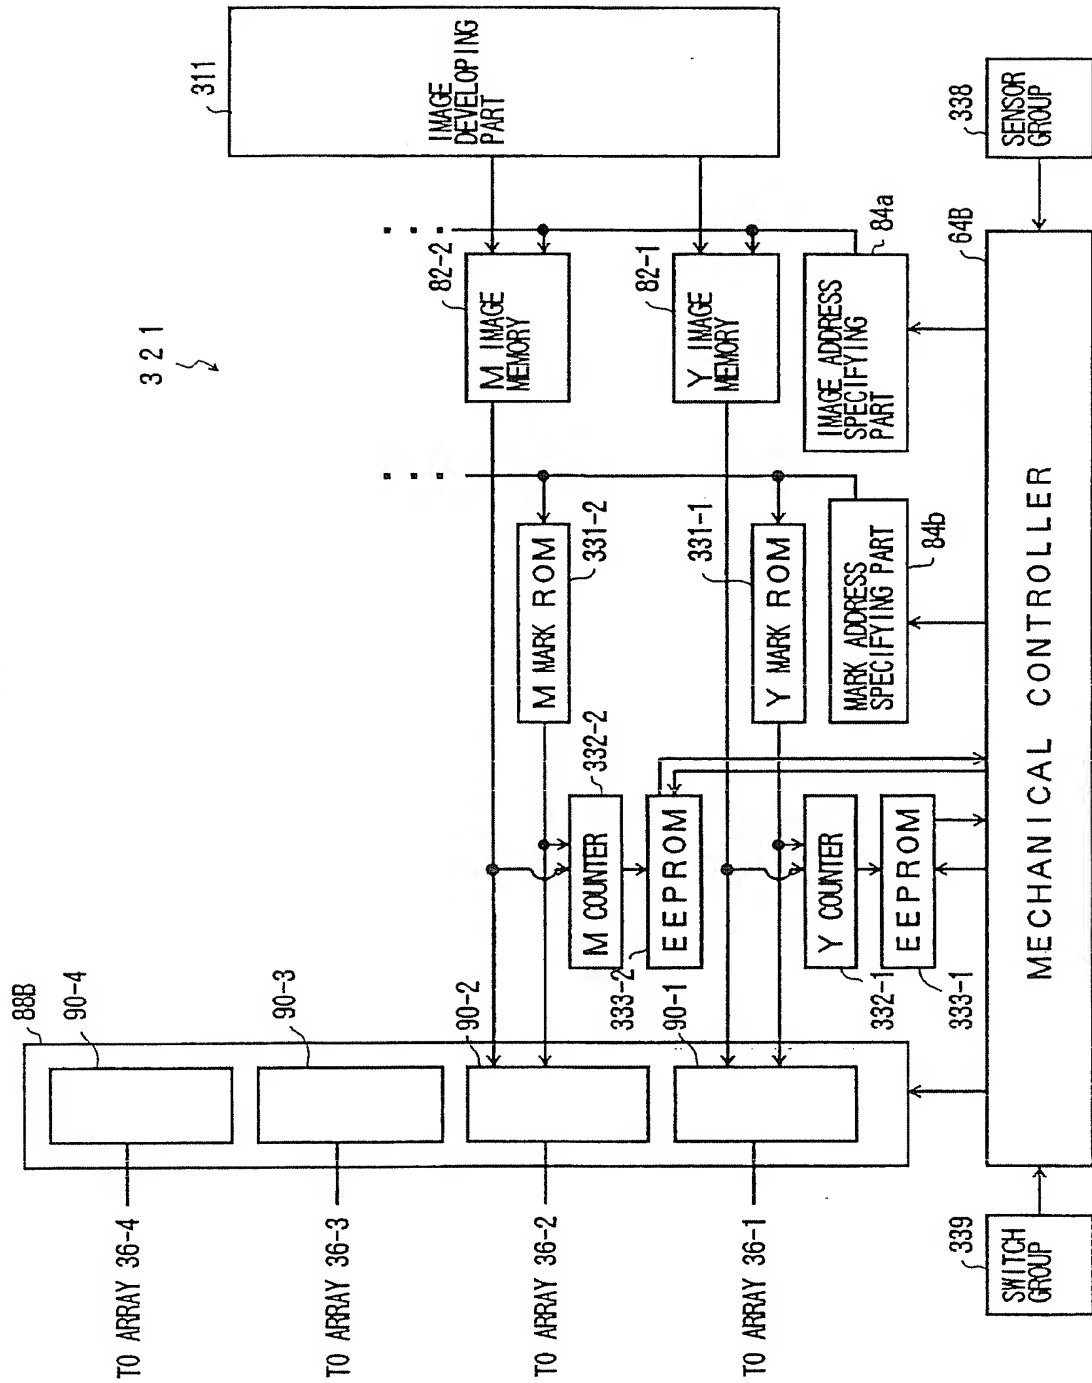 321
311
IMAGE
DEVELOPING
PART
82-2
M IMAGE
MEMORY
82-1
Y IMAGE
MEMORY
84a
IMAGE ADDRESS
SPECIFYING
PART
338
SENSOR
GROUP
64B
MECHANICAL CONTROLLER
331-2
M MARK ROM
331-1
Y MARK ROM
84b
MARK ADDRESS
SPECIFYING PART
332-2
M COUNTER
333-2
EEPROM
Y COUNTER
332-1
EEPROM
333-1
88B
90-4
90-3
90-2
90-1
TO ARRAY 36-4
TO ARRAY 36-3
TO ARRAY 36-2
TO ARRAY 36-1
339
SWITCH
GROUP